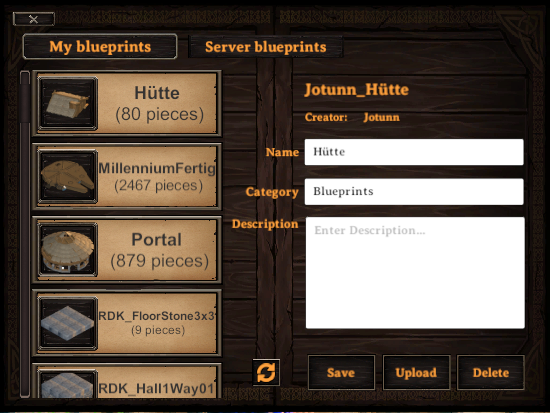 My blueprints
Server blueprints
Hütte
(80 pieces)
MillenniumFertig
(2467 pieces)
Portal
(879 pieces)
RDK_FloorStone3x3
(9 pieces)
RDK_Hall1Way01
Jotunn_Hütte
Creator: Jotunn
Name Hütte
Category Blueprints
Description Enter Description...
Save Upload Delete